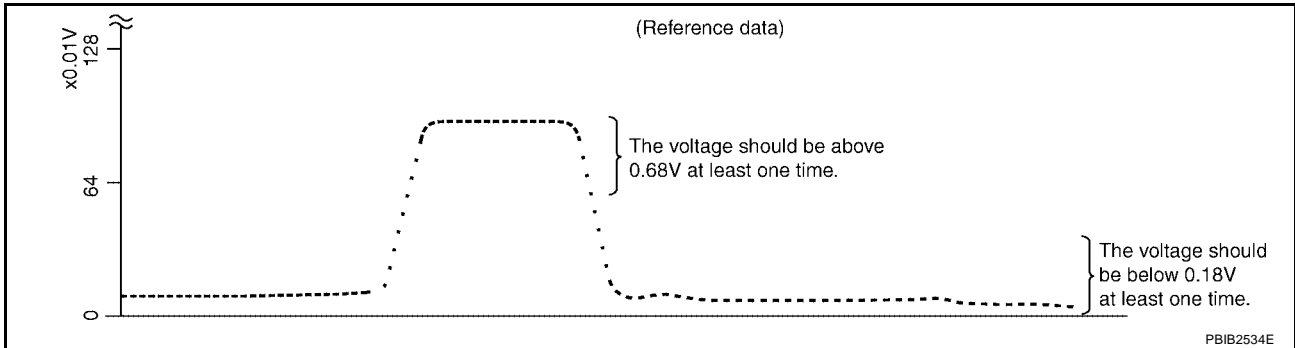 (Reference data)
x0.01V
128
64
0
The voltage should be above
0.68V at least one time.
The voltage should
be below 0.18V
at least one time.
PBIB2534E